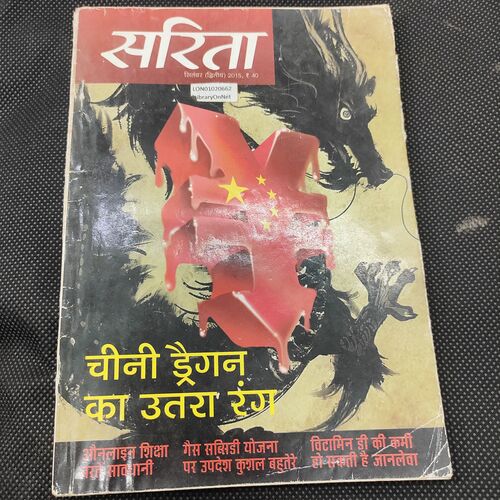 सरिता
सितंबर (द्वितीय) 2015, ₹ 40
LON01020662
LibraryOnNet
चीनी ड्रैगन
का उतरा रंग
ऑनलाइन शिक्षा
बरतें सावधानी
गैस सब्सिडी योजना
पर उपदेश कुशल बहुतेरे
विटामिन डी की कमी
हो सकती है जानलेवा